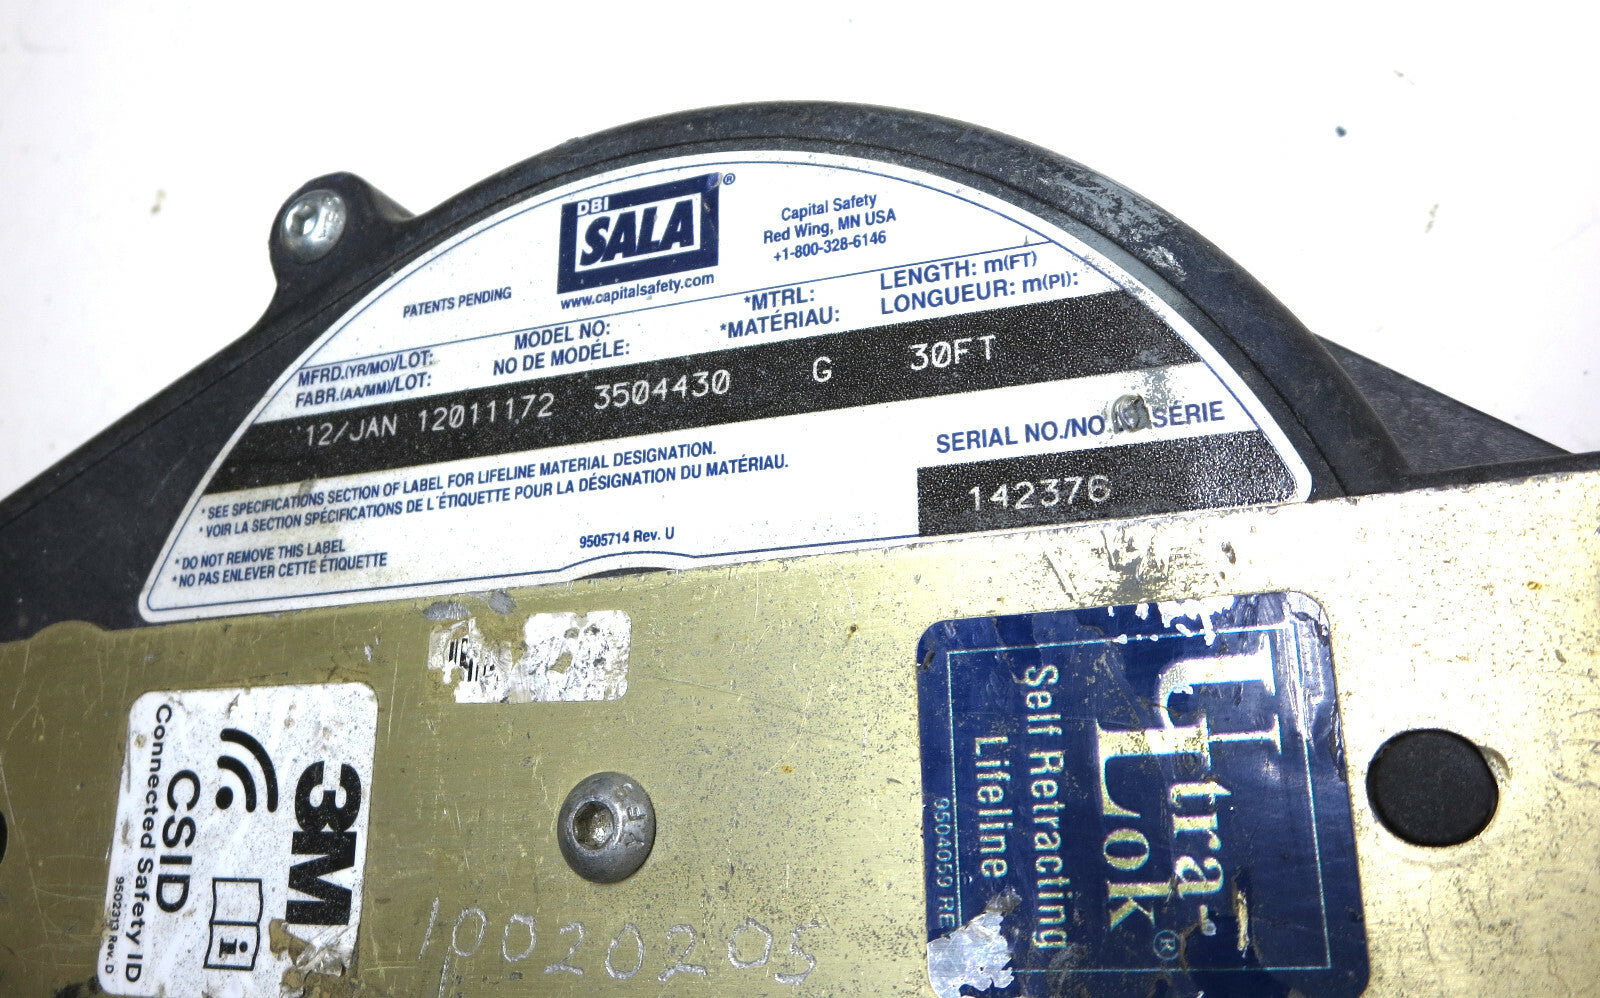 DBI
SALA®
www.capitalsafety.com
Capital Safety
Red Wing, MN USA
+1-800-328-6146
PATENTS PENDING
MFRD.(YR/MO)/LOT:
FABR.(AA/MM)/LOT:
MODEL NO:
NO DE MODÉLE:
*MTRL:
*MATÉRIAU:
LENGTH: m(FT)
LONGUEUR: m(PI):
12/JAN 12011172 3504430 G 30FT
*SEE SPECIFICATIONS SECTION OF LABEL FOR LIFELINE MATERIAL DESIGNATION.
*VOIR LA SECTION SPÉCIFICATIONS DE L'ÉTIQUETTE POUR LA DÉSIGNATION DU MATÉRIAU.
SERIAL NO./NO. SÉRIE
142376
*DO NOT REMOVE THIS LABEL
*NO PAS ENLEVER CETTE ÉTIQUETTE
9505714 Rev. U
3M
CSID
Connected Safety ID
9502313 Rev. D
10020205
Ultra-
Lok®
Self Retracting
Lifeline
9504059 RE